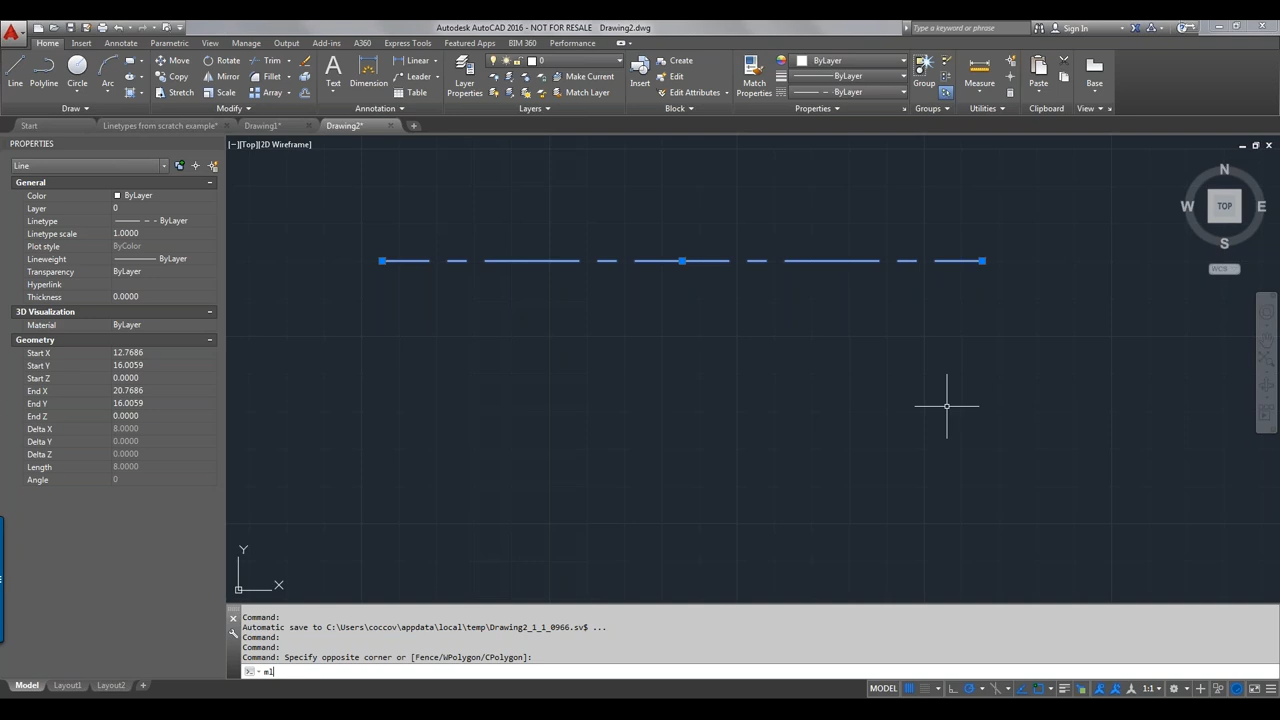 Autodesk AutoCAD 2016 - NOT FOR RESALE   Drawing2.dwg
Type a keyword or phrase
Sign In
Home Insert Annotate Parametric View Manage Output Add-ins A360 Express Tools Featured Apps BIM 360 Performance
Line
Polyline
Circle
Arc
Draw
Move
Rotate
Trim
Copy
Mirror
Fillet
Stretch
Scale
Array
Modify
Text
Dimension
Linear
Leader
Table
Annotation
Layer
Properties
0
Make Current
Match Layer
Layers
Insert
Create
Edit
Edit Attributes
Block
Match
Properties
ByLayer
ByLayer
ByLayer
Properties
Group
Groups
Measure
Utilities
Paste
Clipboard
Base
View
Start
Linetypes from scratch example*
Drawing1*
Drawing2*
PROPERTIES
[−][Top][2D Wireframe]
Line
General
Color ByLayer
Layer 0
Linetype ByLayer
Linetype scale 1.0000
Plot style ByColor
Lineweight ByLayer
Transparency ByLayer
Hyperlink
Thickness 0.0000
3D Visualization
Material ByLayer
Geometry
Start X 12.7686
Start Y 16.0059
Start Z 0.0000
End X 20.7686
End Y 16.0059
End Z 0.0000
Delta X 8.0000
Delta Y 0.0000
Delta Z 0.0000
Length 8.0000
Angle 0
N
W TOP E
S
WCS
Y
X
Command:
Automatic save to C:\Users\coccov\appdata\local\temp\Drawing2_1_1_0966.sv$ ...
Command:
Command:
Command: Specify opposite corner or [Fence/WPolygon/CPolygon]:
Model Layout1 Layout2
MODEL
1:1